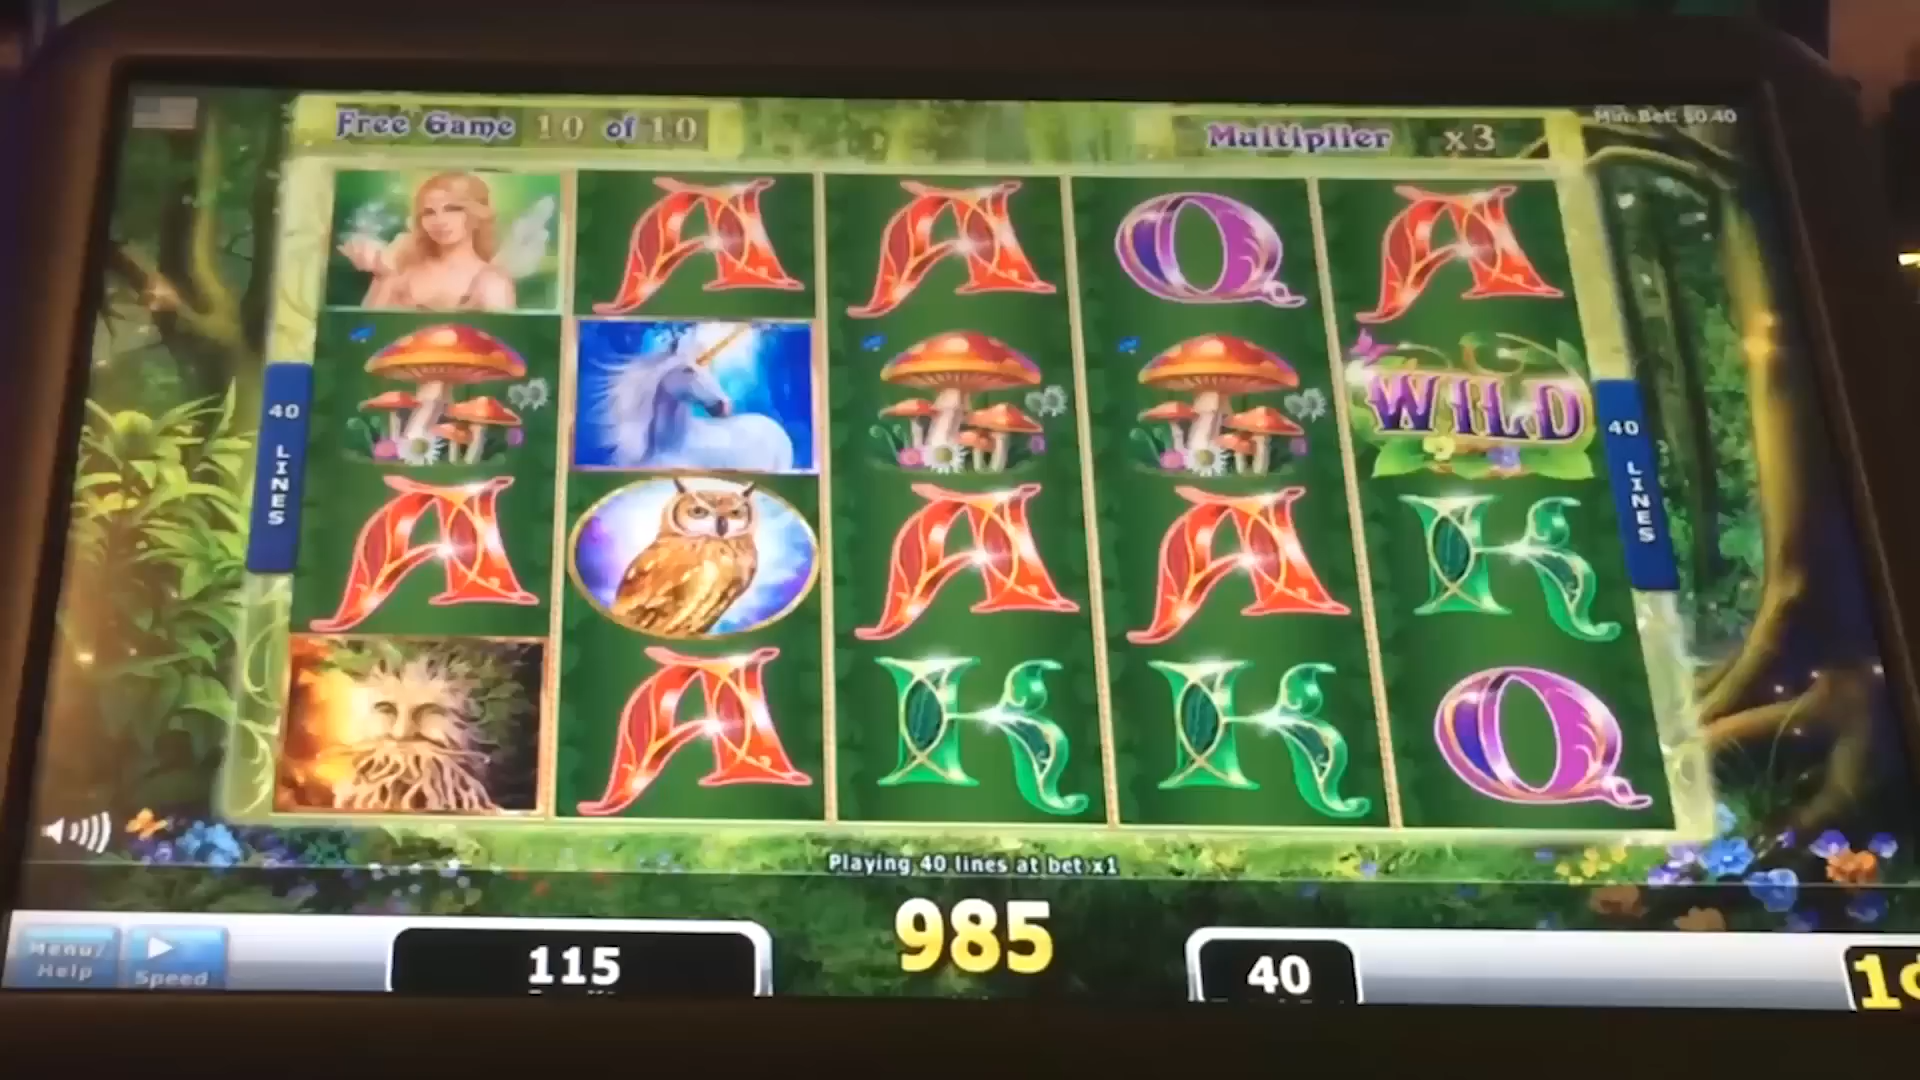 Free Game 10 of 10
Multiplier x3
Min Bet: $0.40
A A Q A
WILD
40 LINES
40 LINES
A A A K
A K K Q
Playing 40 lines at bet x1
985
Menu/
Help
Speed
115
40
1¢